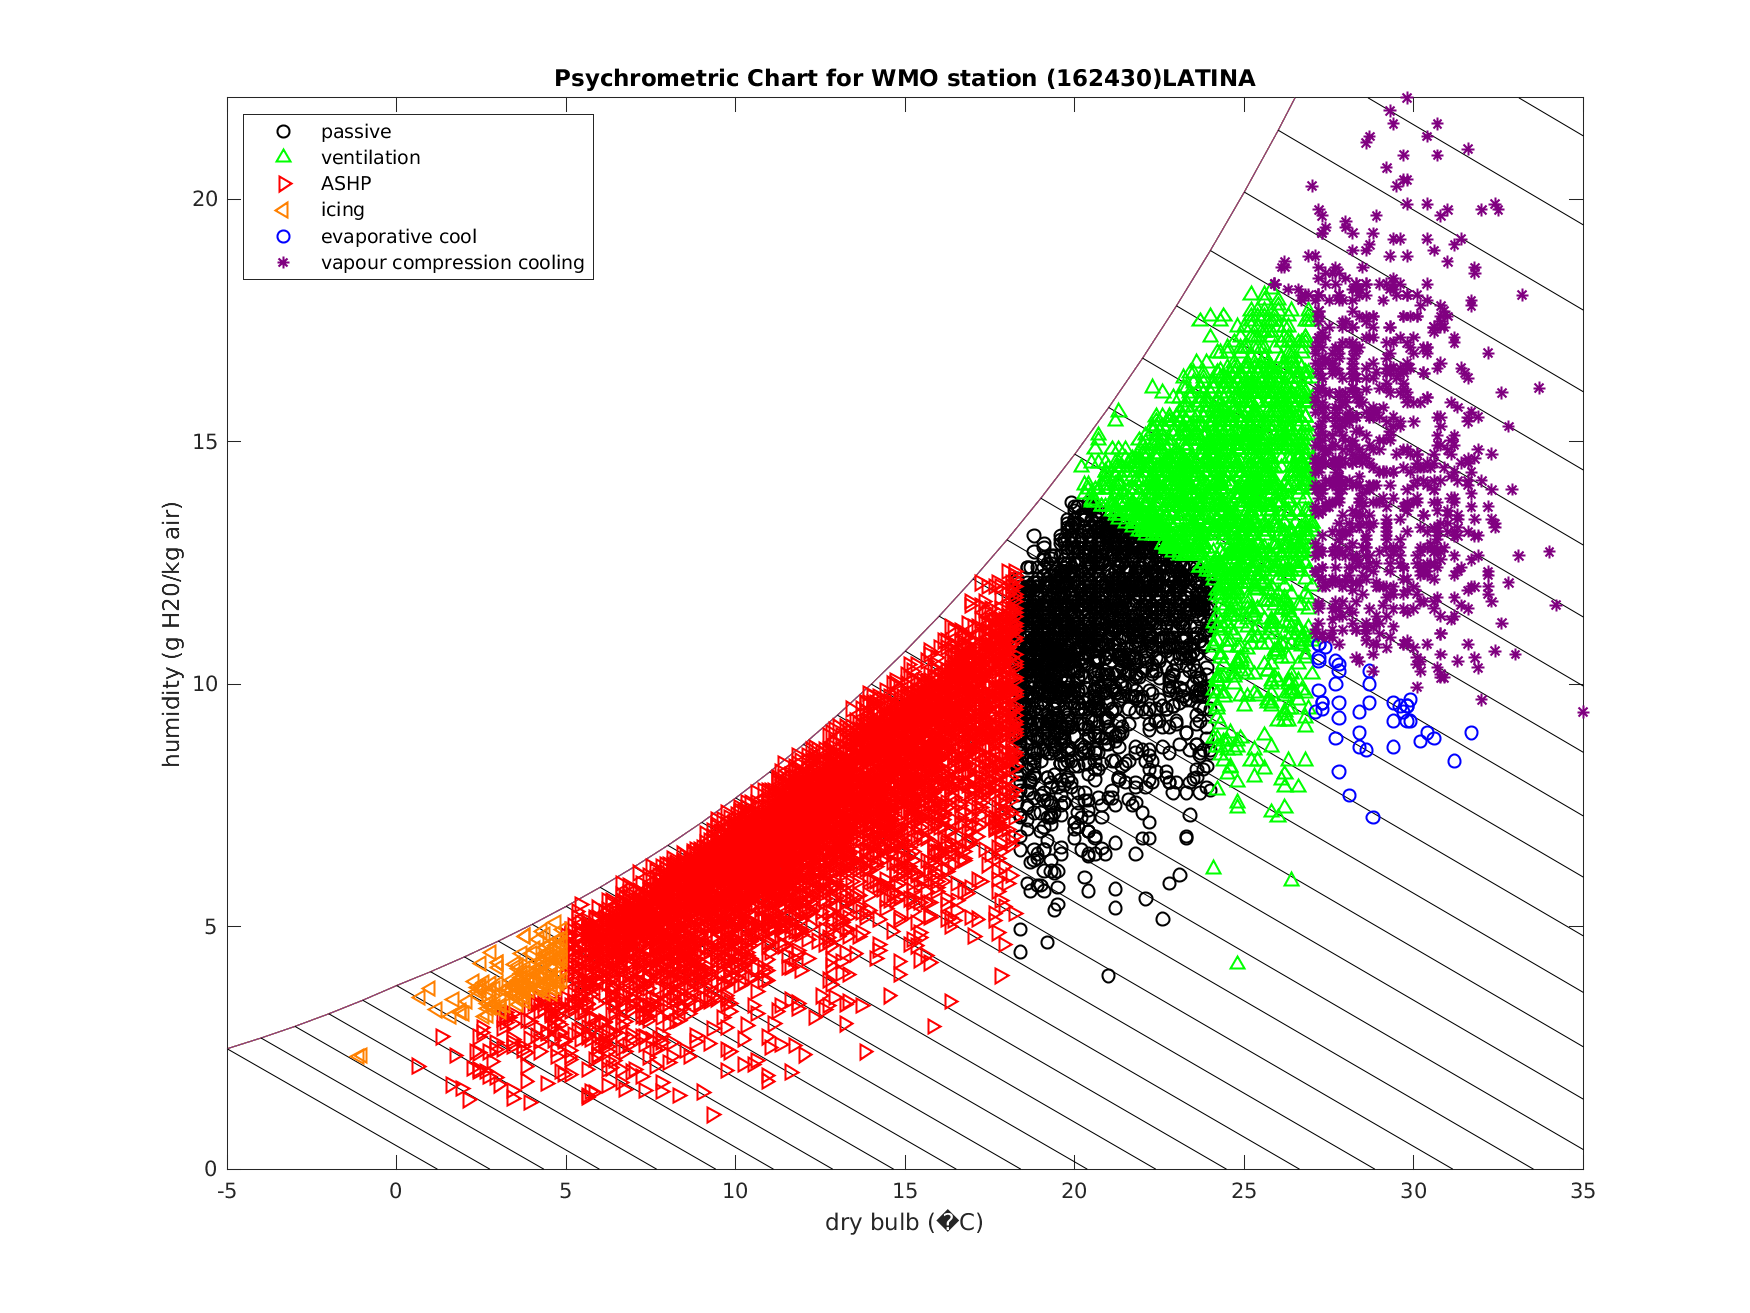 Psychrometric Chart for WMO station (162430)LATINA
passive
ventilation
ASHP
icing
evaporative cool
vapour compression cooling
humidity (g H20/kg air)
20
15
10
5
0
-5 0 5 10 15 20 25 30 35
dry bulb (�C)